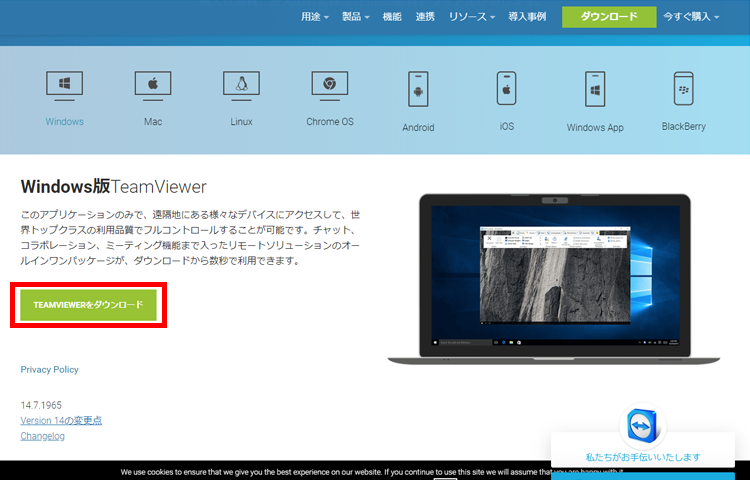 用途 製品 機能 連携 リソース 導入事例 ダウンロード 今すぐ購入
Windows Mac Linux Chrome OS Android iOS Windows App BlackBerry
Windows版TeamViewer
このアプリケーションのみで、遠隔地にある様々なデバイスにアクセスして、世
界トップクラスの利用品質でフルコントロールすることが可能です。チャット、
コラボレーション、ミーティング機能まで入ったリモートソリューションのオー
ルインワンパッケージが、ダウンロードから数秒で利用できます。
TEAMVIEWERをダウンロード
Privacy Policy
14.7.1965
Version 14の変更点
Changelog
私たちがお手伝いいたします
We use cookies to ensure that we give you the best experience on our website. If you continue to use this site we will assume that you are happy with it.